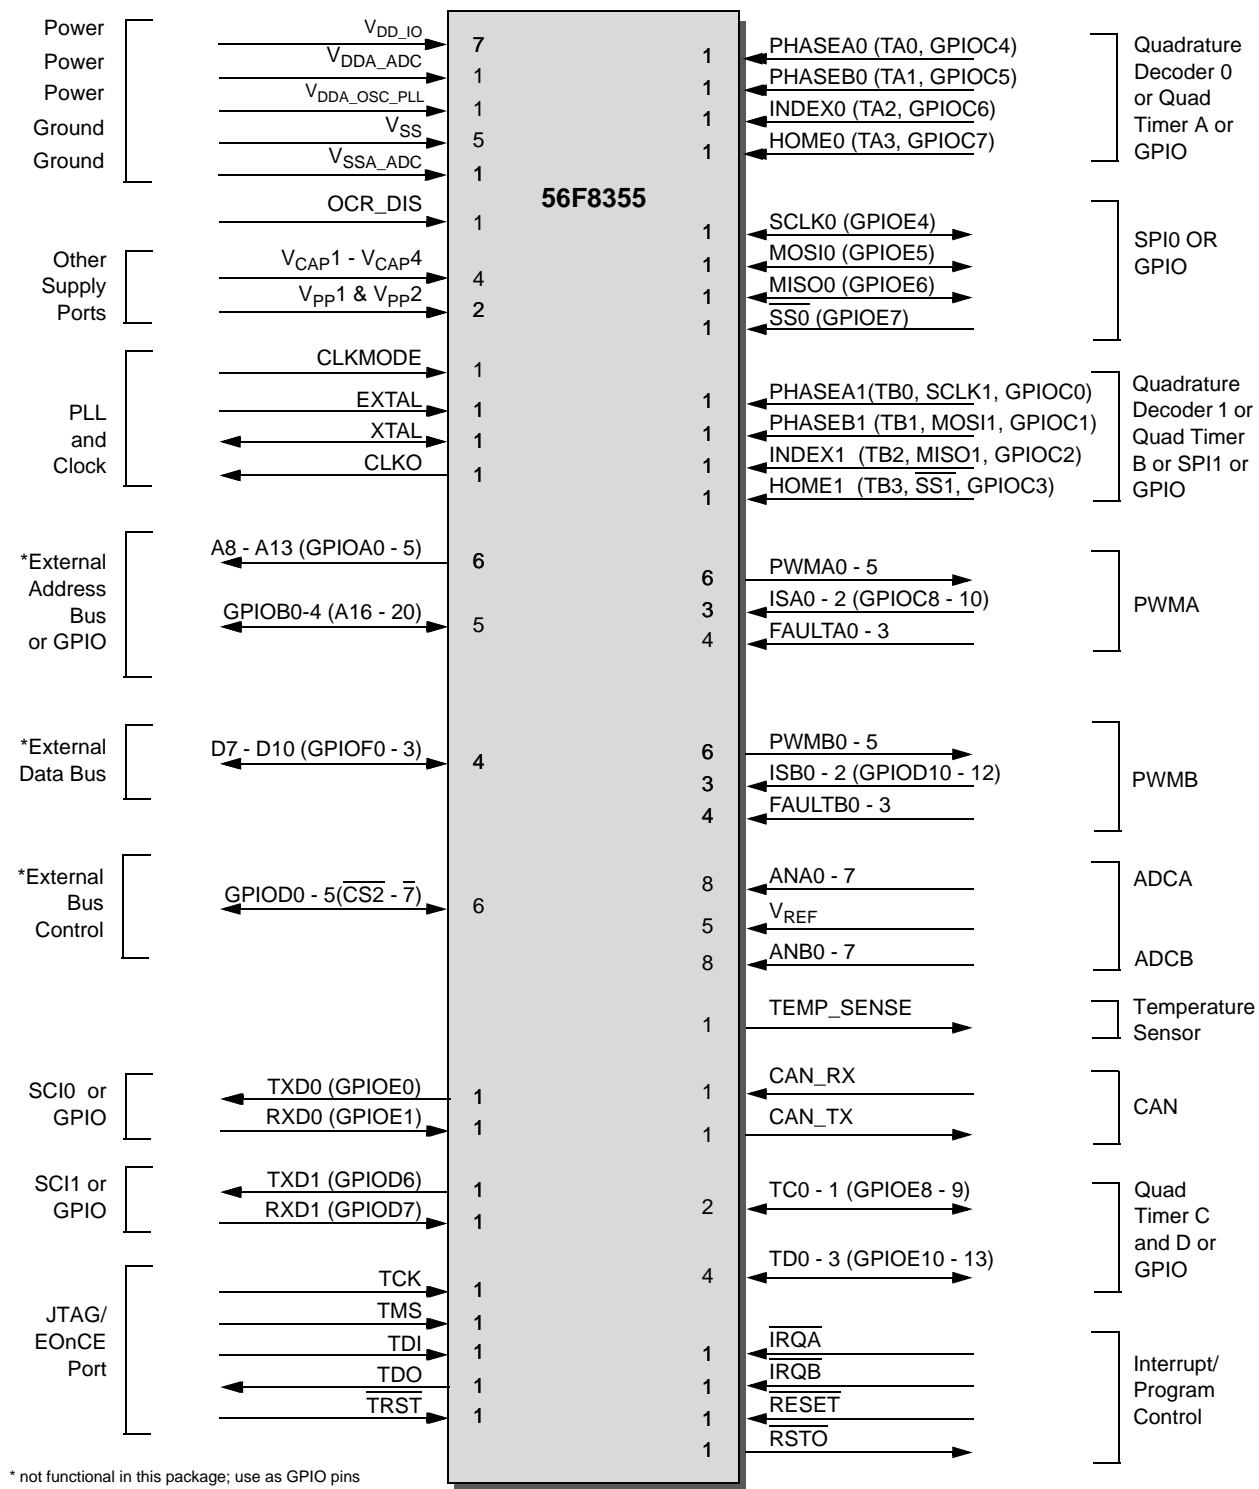 Power
Power
Power
Ground
Ground
V_DD_IO
7
V_DDA_ADC
1
V_DDA_OSC_PLL
1
V_SS
5
V_SSA_ADC
1
OCR_DIS
1
Other
Supply
Ports
V_CAP1 - V_CAP4
4
V_PP1 & V_PP2
2
PLL
and
Clock
CLKMODE
1
EXTAL
1
XTAL
1
CLKO
1
*External
Address
Bus
or GPIO
A8 - A13 (GPIOA0 - 5)
6
GPIOB0-4 (A16 - 20)
5
*External
Data Bus
D7 - D10 (GPIOF0 - 3)
4
*External
Bus
Control
GPIOD0 - 5(C̅S̅2̅ - 7̅)
6
SCI0 or
GPIO
TXD0 (GPIOE0)
1
RXD0 (GPIOE1)
1
SCI1 or
GPIO
TXD1 (GPIOD6)
1
RXD1 (GPIOD7)
1
JTAG/
EOnCE
Port
TCK
1
TMS
1
TDI
1
TDO
1
T̅R̅S̅T̅
1
56F8355
1
PHASEA0 (TA0, GPIOC4)
1
PHASEB0 (TA1, GPIOC5)
1
INDEX0 (TA2, GPIOC6)
1
HOME0 (TA3, GPIOC7)
Quadrature
Decoder 0
or Quad
Timer A or
GPIO
1
SCLK0 (GPIOE4)
1
MOSI0 (GPIOE5)
1
MISO0 (GPIOE6)
1
S̅S̅0̅ (GPIOE7)
SPI0 OR
GPIO
1
PHASEA1(TB0, SCLK1, GPIOC0)
1
PHASEB1 (TB1, MOSI1, GPIOC1)
1
INDEX1 (TB2, MISO1, GPIOC2)
1
HOME1 (TB3, S̅S̅1̅, GPIOC3)
Quadrature
Decoder 1 or
Quad Timer
B or SPI1 or
GPIO
6
PWMA0 - 5
3
ISA0 - 2 (GPIOC8 - 10)
4
FAULTA0 - 3
PWMA
6
PWMB0 - 5
3
ISB0 - 2 (GPIOD10 - 12)
4
FAULTB0 - 3
PWMB
8
ANA0 - 7
ADCA
5
V_REF
8
ANB0 - 7
ADCB
1
TEMP_SENSE
Temperature
Sensor
1
CAN_RX
1
CAN_TX
CAN
2
TC0 - 1 (GPIOE8 - 9)
4
TD0 - 3 (GPIOE10 - 13)
Quad
Timer C
and D or
GPIO
1
I̅R̅Q̅A̅
1
I̅R̅Q̅B̅
1
R̅E̅S̅E̅T̅
1
R̅S̅T̅O̅
Interrupt/
Program
Control
* not functional in this package; use as GPIO pins